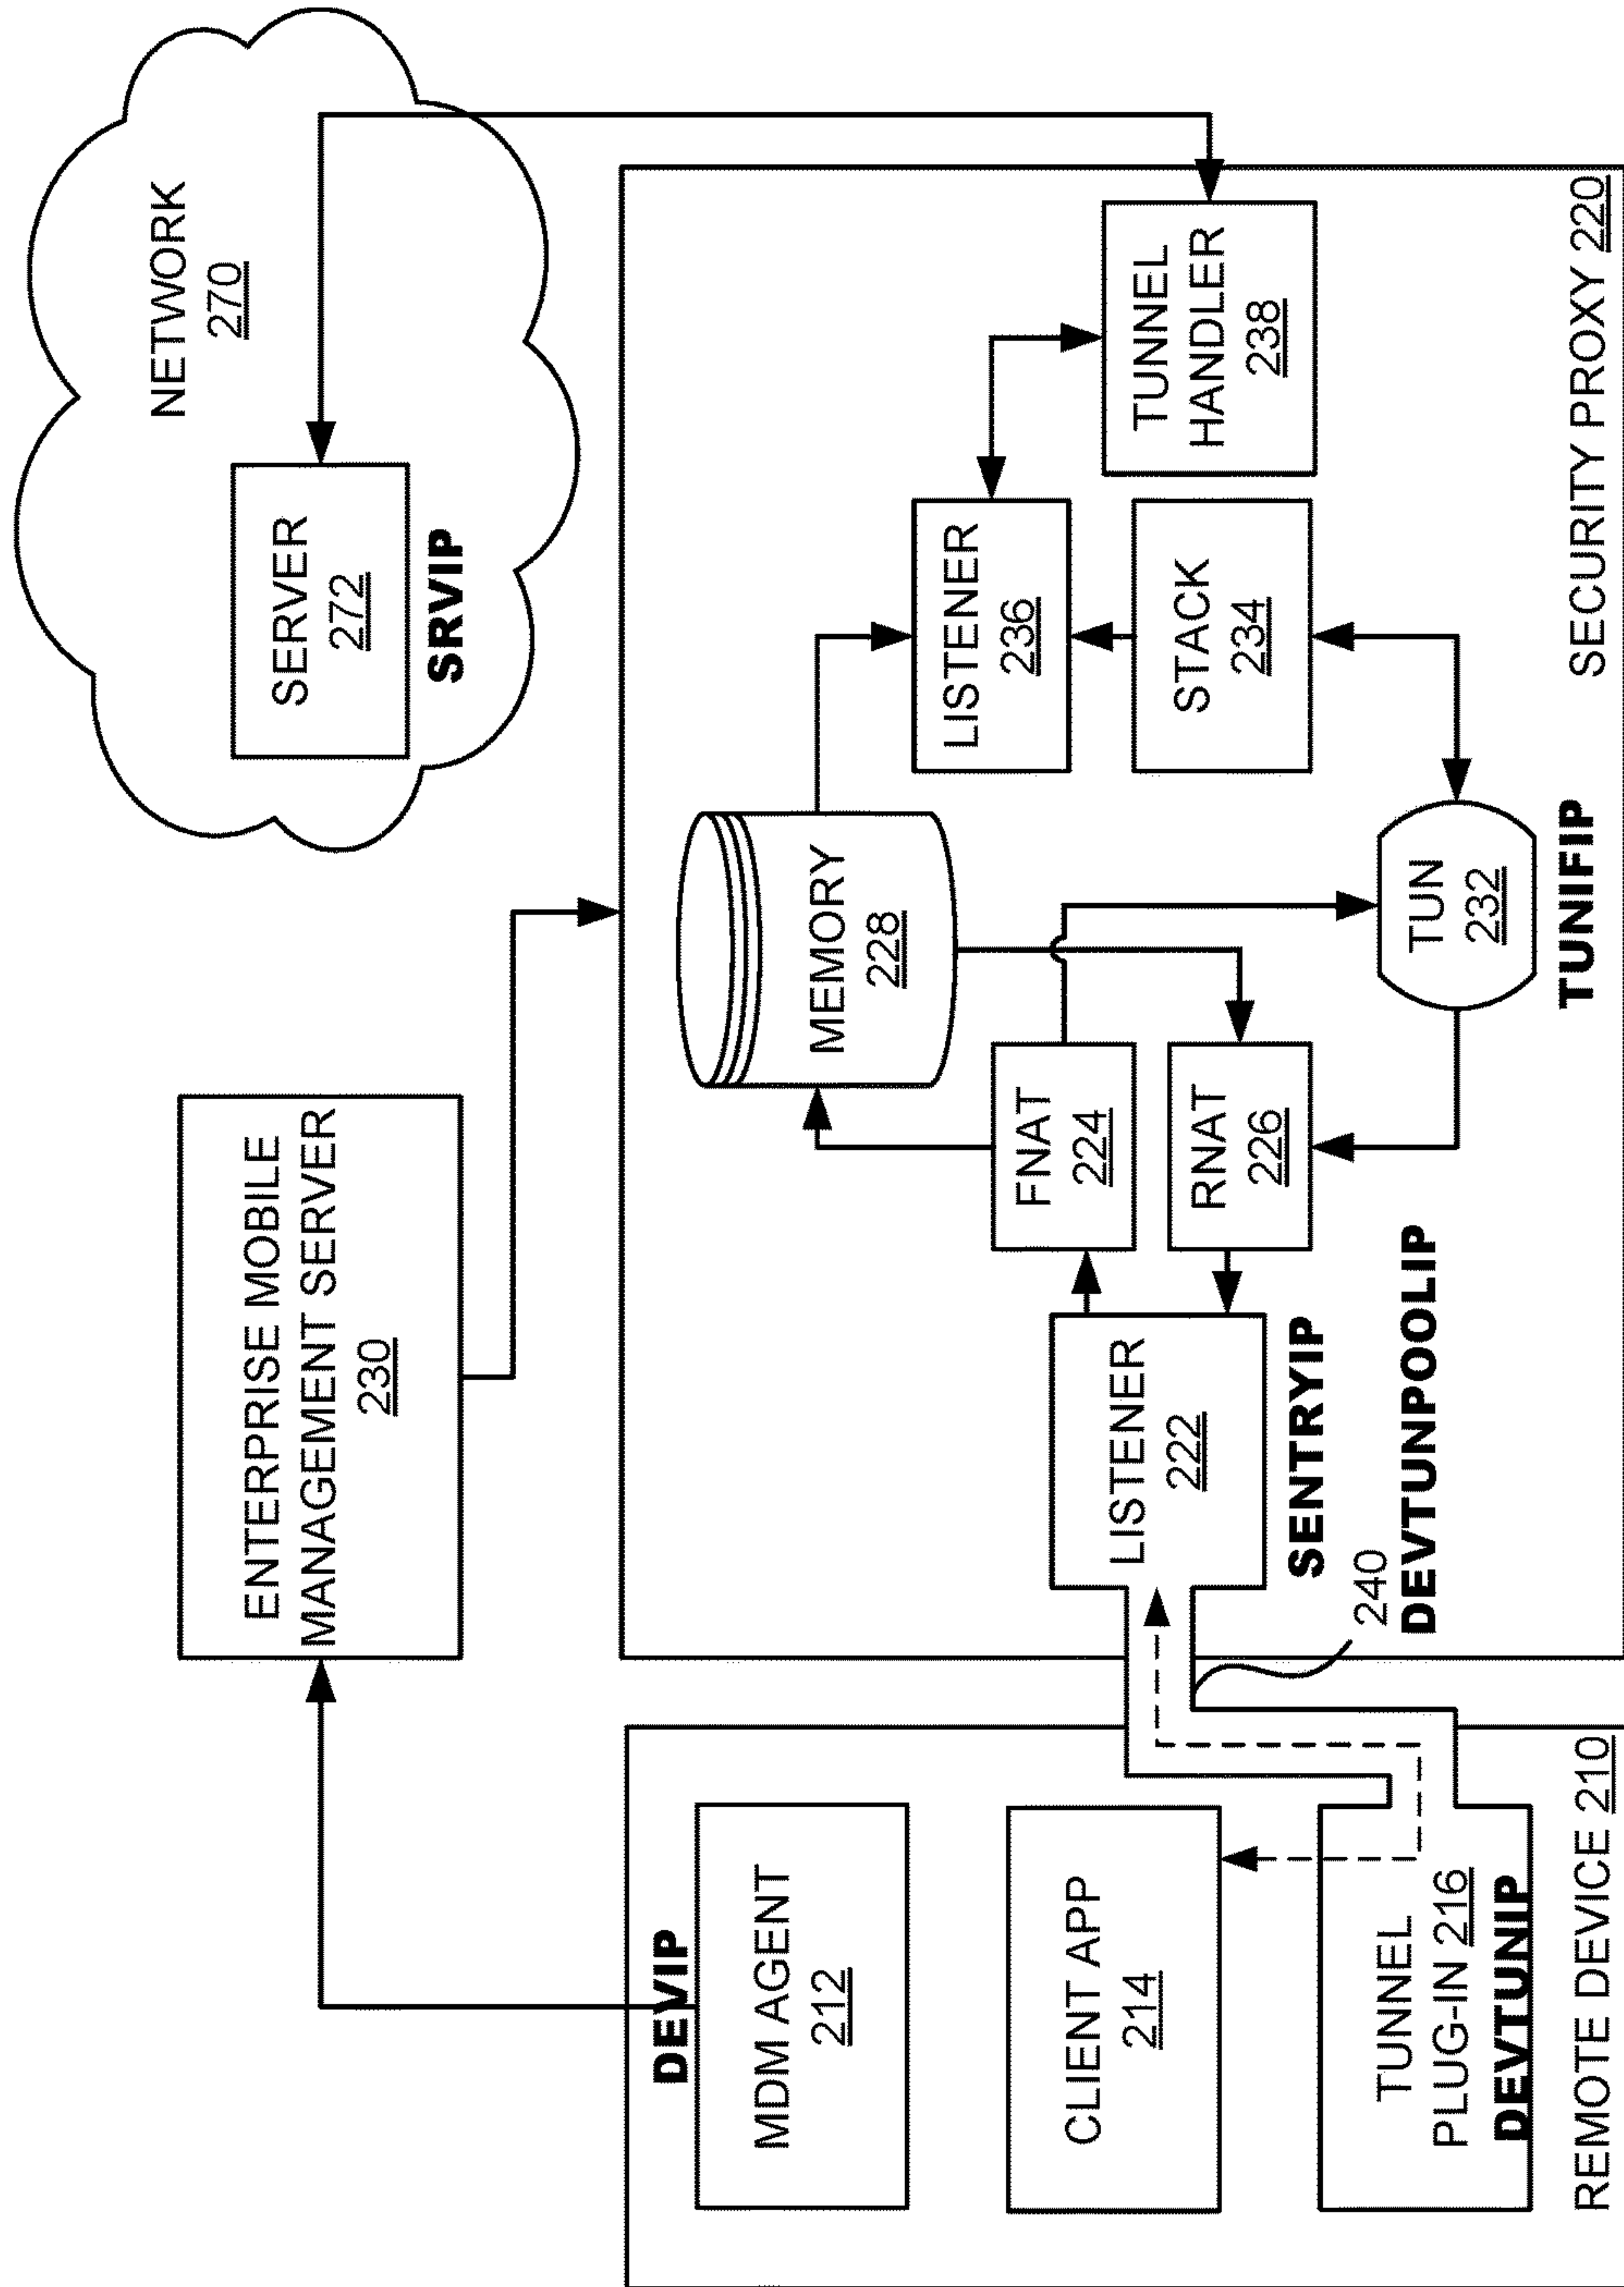 NETWORK
270
SERVER
272
SRVIP
ENTERPRISE MOBILE
MANAGEMENT SERVER
230
DEVIP
MDM AGENT
212
CLIENT APP
214
TUNNEL
PLUG-IN 216
DEVTUNIP
REMOTE DEVICE 210
LISTENER
222
SENTRYIP
240
DEVTUNPOOLIP
FNAT
224
RNAT
226
MEMORY
228
TUN
232
TUNIFIP
LISTENER
236
STACK
234
TUNNEL
HANDLER
238
SECURITY PROXY 220